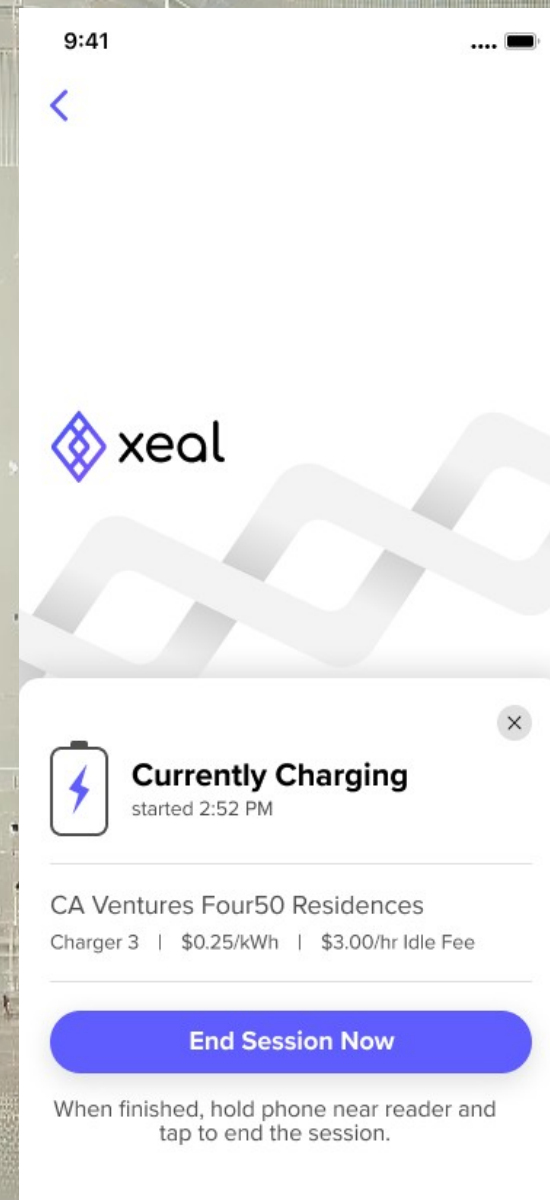 9:41
xeal
Currently Charging
started 2:52 PM
CA Ventures Four50 Residences
Charger 3 | $0.25/kWh | $3.00/hr Idle Fee
End Session Now
When finished, hold phone near reader and
tap to end the session.